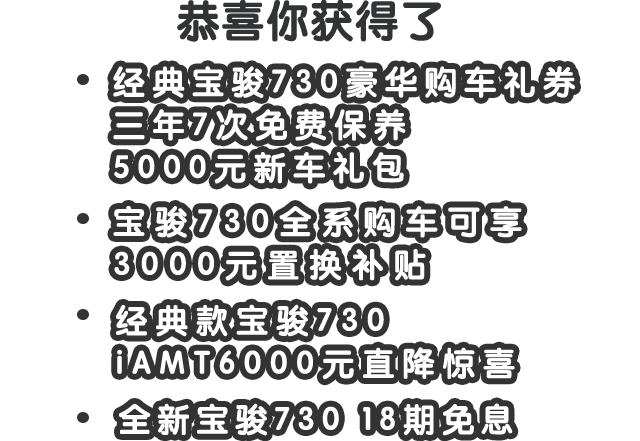 恭喜你获得了
• 经典宝骏730豪华购车礼券
三年7次免费保养
5000元新车礼包
• 宝骏730全系购车可享
3000元置换补贴
• 经典款宝骏730
iAMT6000元直降惊喜
• 全新宝骏730 18期免息